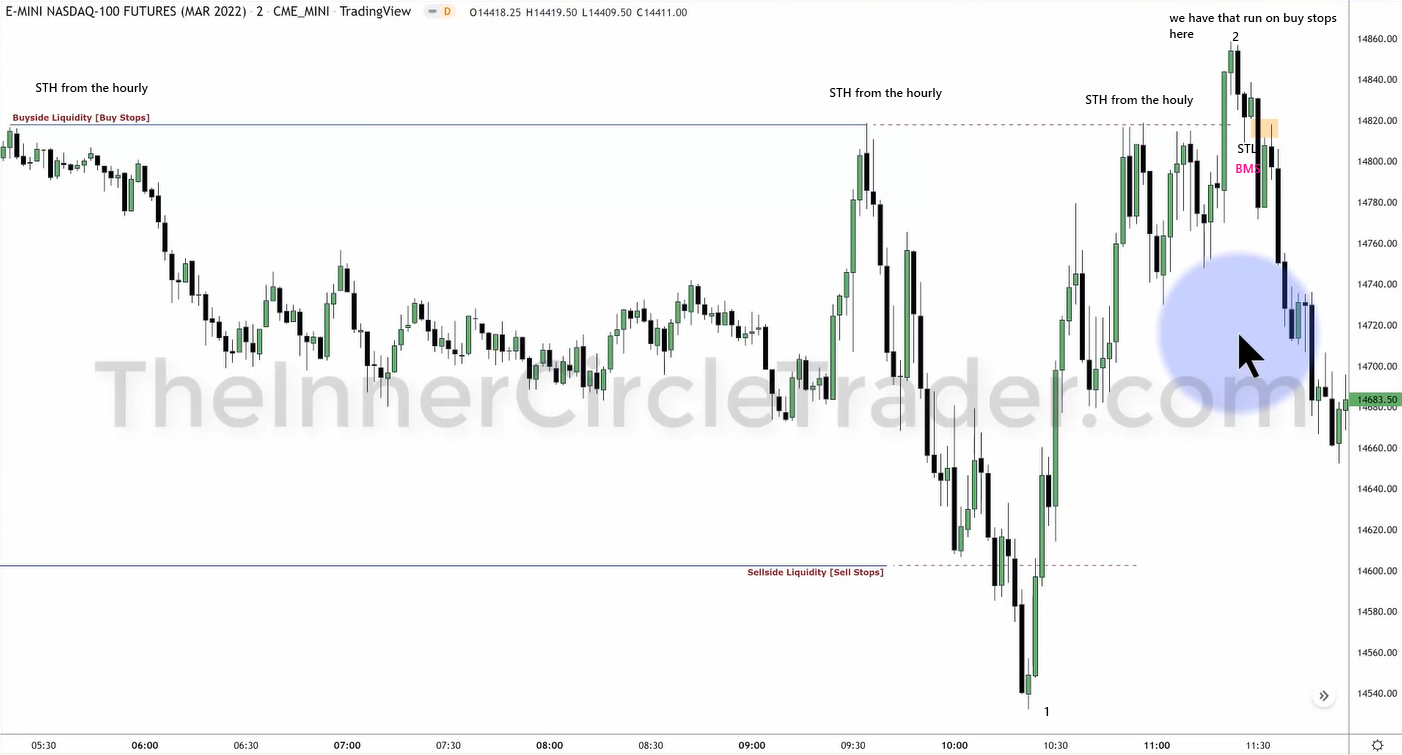 E-MINI NASDAQ-100 FUTURES (MAR 2022) · 2 · CME_MINI · TradingView D O14418.25 H14419.50 L14409.50 C14411.00
we have that run on buy stops
here
2
14860.00
14840.00
STH from the hourly
STH from the hourly
STH from the houly
Buyside Liquidity [Buy Stops]
14820.00
STL
14800.00
BMS
14780.00
14760.00
14740.00
14720.00
14700.00
TheInnerCircleTrader.com
14683.50
14680.00
14660.00
14640.00
14620.00
14600.00
Sellside Liquidity [Sell Stops]
14580.00
14560.00
14540.00
1
05:30 06:00 06:30 07:00 07:30 08:00 08:30 09:00 09:30 10:00 10:30 11:00 11:30